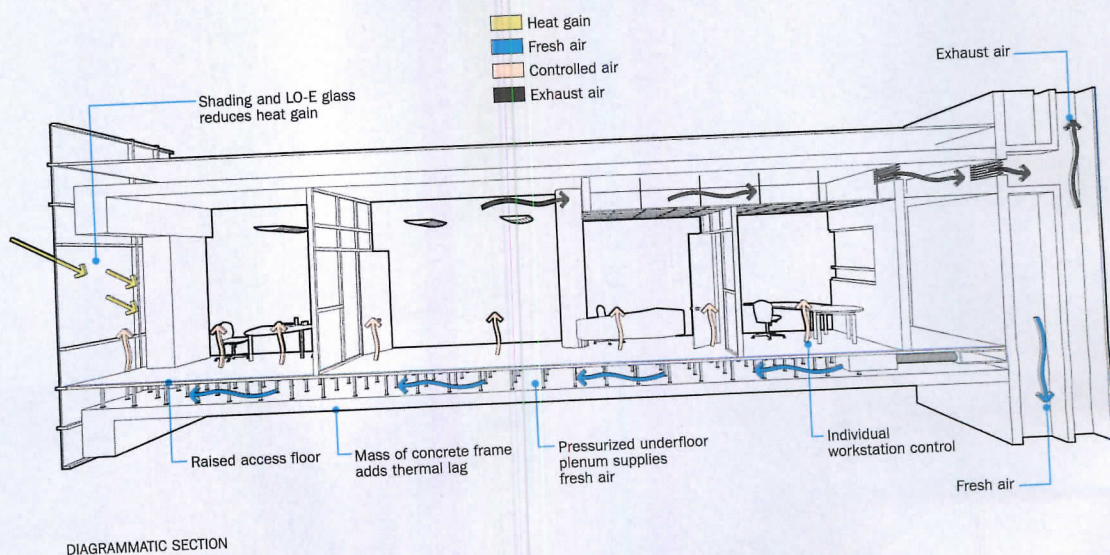 Heat gain
Fresh air
Controlled air
Exhaust air
Exhaust air
Shading and LO-E glass
reduces heat gain
Raised access floor
Mass of concrete frame
adds thermal lag
Pressurized underfloor
plenum supplies
fresh air
Individual
workstation control
Fresh air
DIAGRAMMATIC SECTION